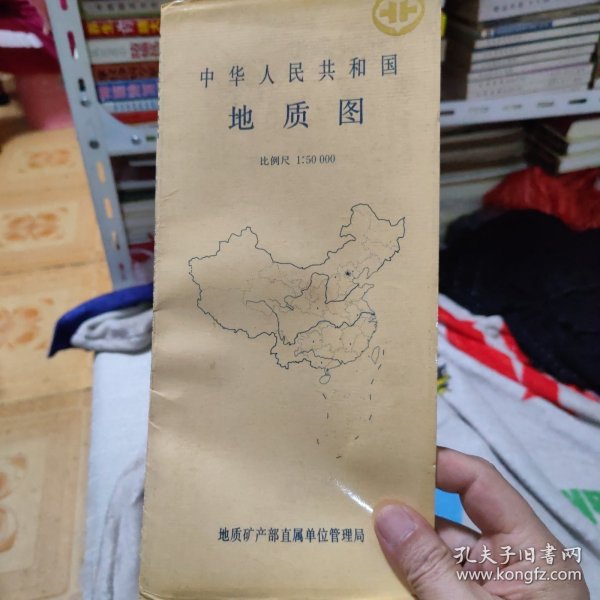 中华人民共和国
地质图
比例尺 1:50 000
地质矿产部直属单位管理局
孔夫子旧书网
www.kongfz.com